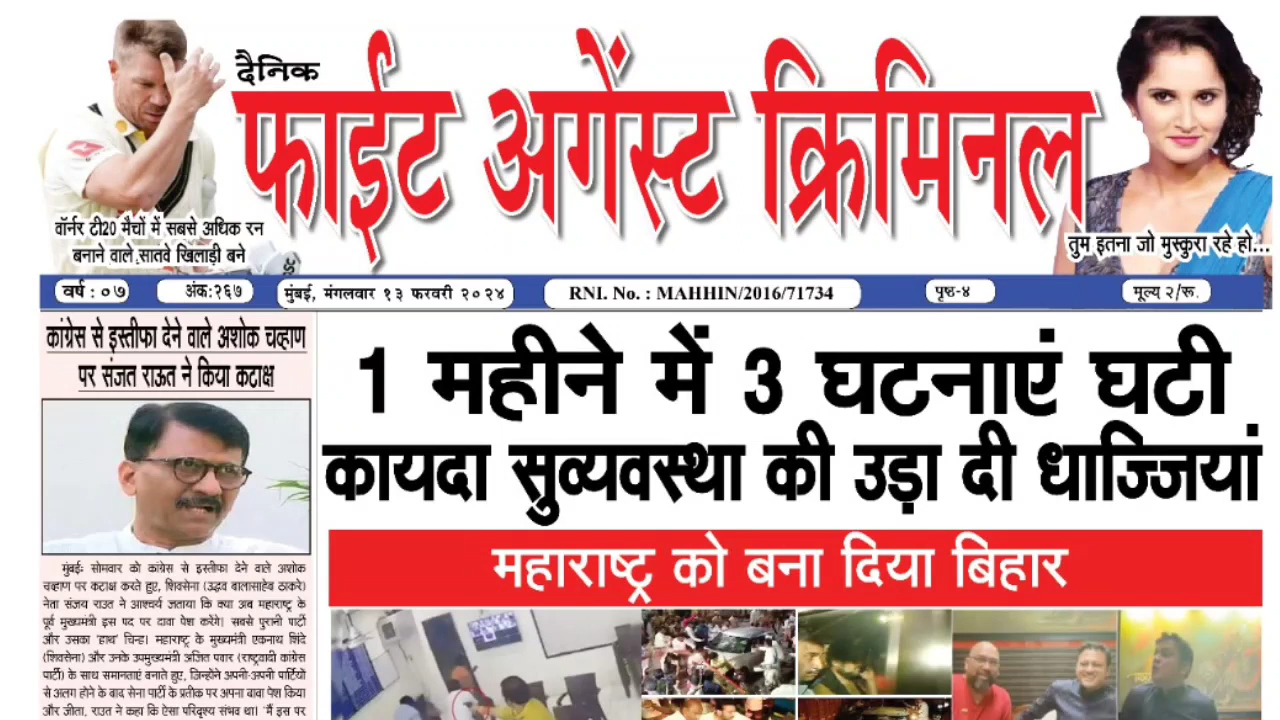 दैनिक
फाईट अगेंस्ट क्रिमिनल
वॉर्नर टी20 मैचों में सबसे अधिक रन
बनाने वाले सातवे खिलाड़ी बने
तुम इतना जो मुस्कुरा रहे हो...
वर्ष : ०७ अंक:२६७ मुंबई, मंगलवार १३ फरवरी २०२४ RNI. No. : MAHHIN/2016/71734 पृष्ठ-४ मूल्य २/रू.
कांग्रेस से इस्तीफा देने वाले अशोक चव्हाण
पर संजत राऊत ने किया कटाक्ष
मुंबईः सोमवार को कांग्रेस से इस्तीफा देने वाले अशोक
चव्हाण पर कटाक्ष करते हुए, शिवसेना (उद्धव बालासाहेब ठाकरे)
नेता संजय राउत ने आश्चर्य जताया कि क्या अब महाराष्ट्र के
पूर्व मुख्यमंत्री इस पद पर दावा पेश करेंगे। सबसे पुरानी पार्टी
और उसका 'हाथ' चिन्ह। महाराष्ट्र के मुख्यमंत्री एकनाथ शिंदे
(शिवसेना) और उनके उपमुख्यमंत्री अजित पवार (राष्ट्रवादी कांग्रेस
पार्टी) के साथ समानताएं बनाते हुए, जिन्होंने अपनी-अपनी पार्टियों
से अलग होने के बाद सेना पार्टी के प्रतीक पर अपना दावा पेश किया
और जीता, राउत ने कहा कि ऐसा परिदृश्य संभव था। 'मैं इस पर
1 महीने में 3 घटनाएं घटी
कायदा सुव्यवस्था की उड़ा दी धाज्जियां
महाराष्ट्र को बना दिया बिहार